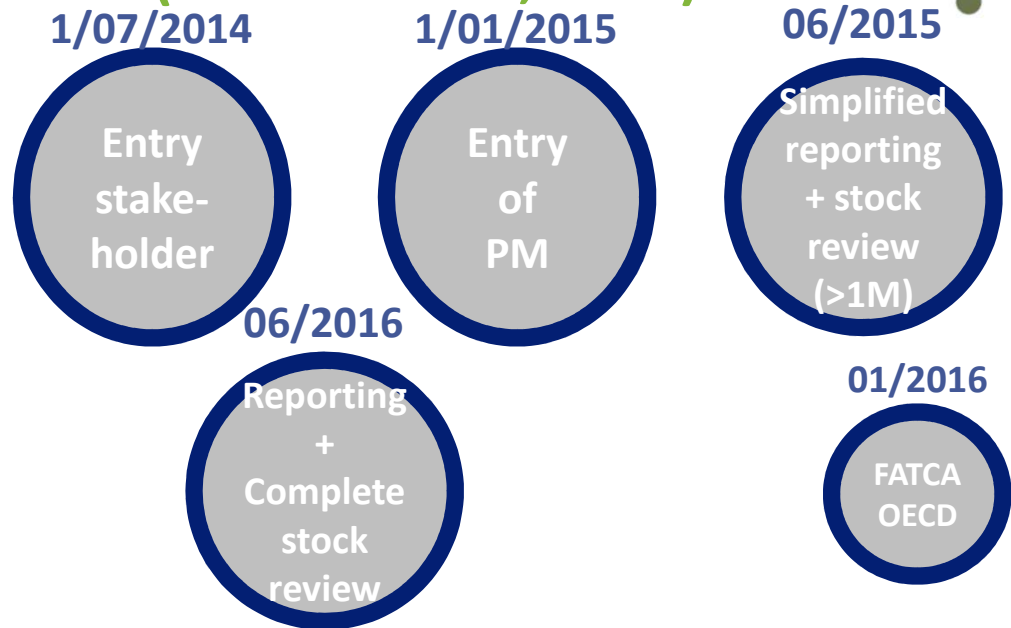 1/07/2014
Entry
stake-
holder
1/01/2015
Entry
of
PM
06/2015
Simplified
reporting
+ stock
review
(>1M)
06/2016
Reporting
+
Complete
stock
review
01/2016
FATCA
OECD